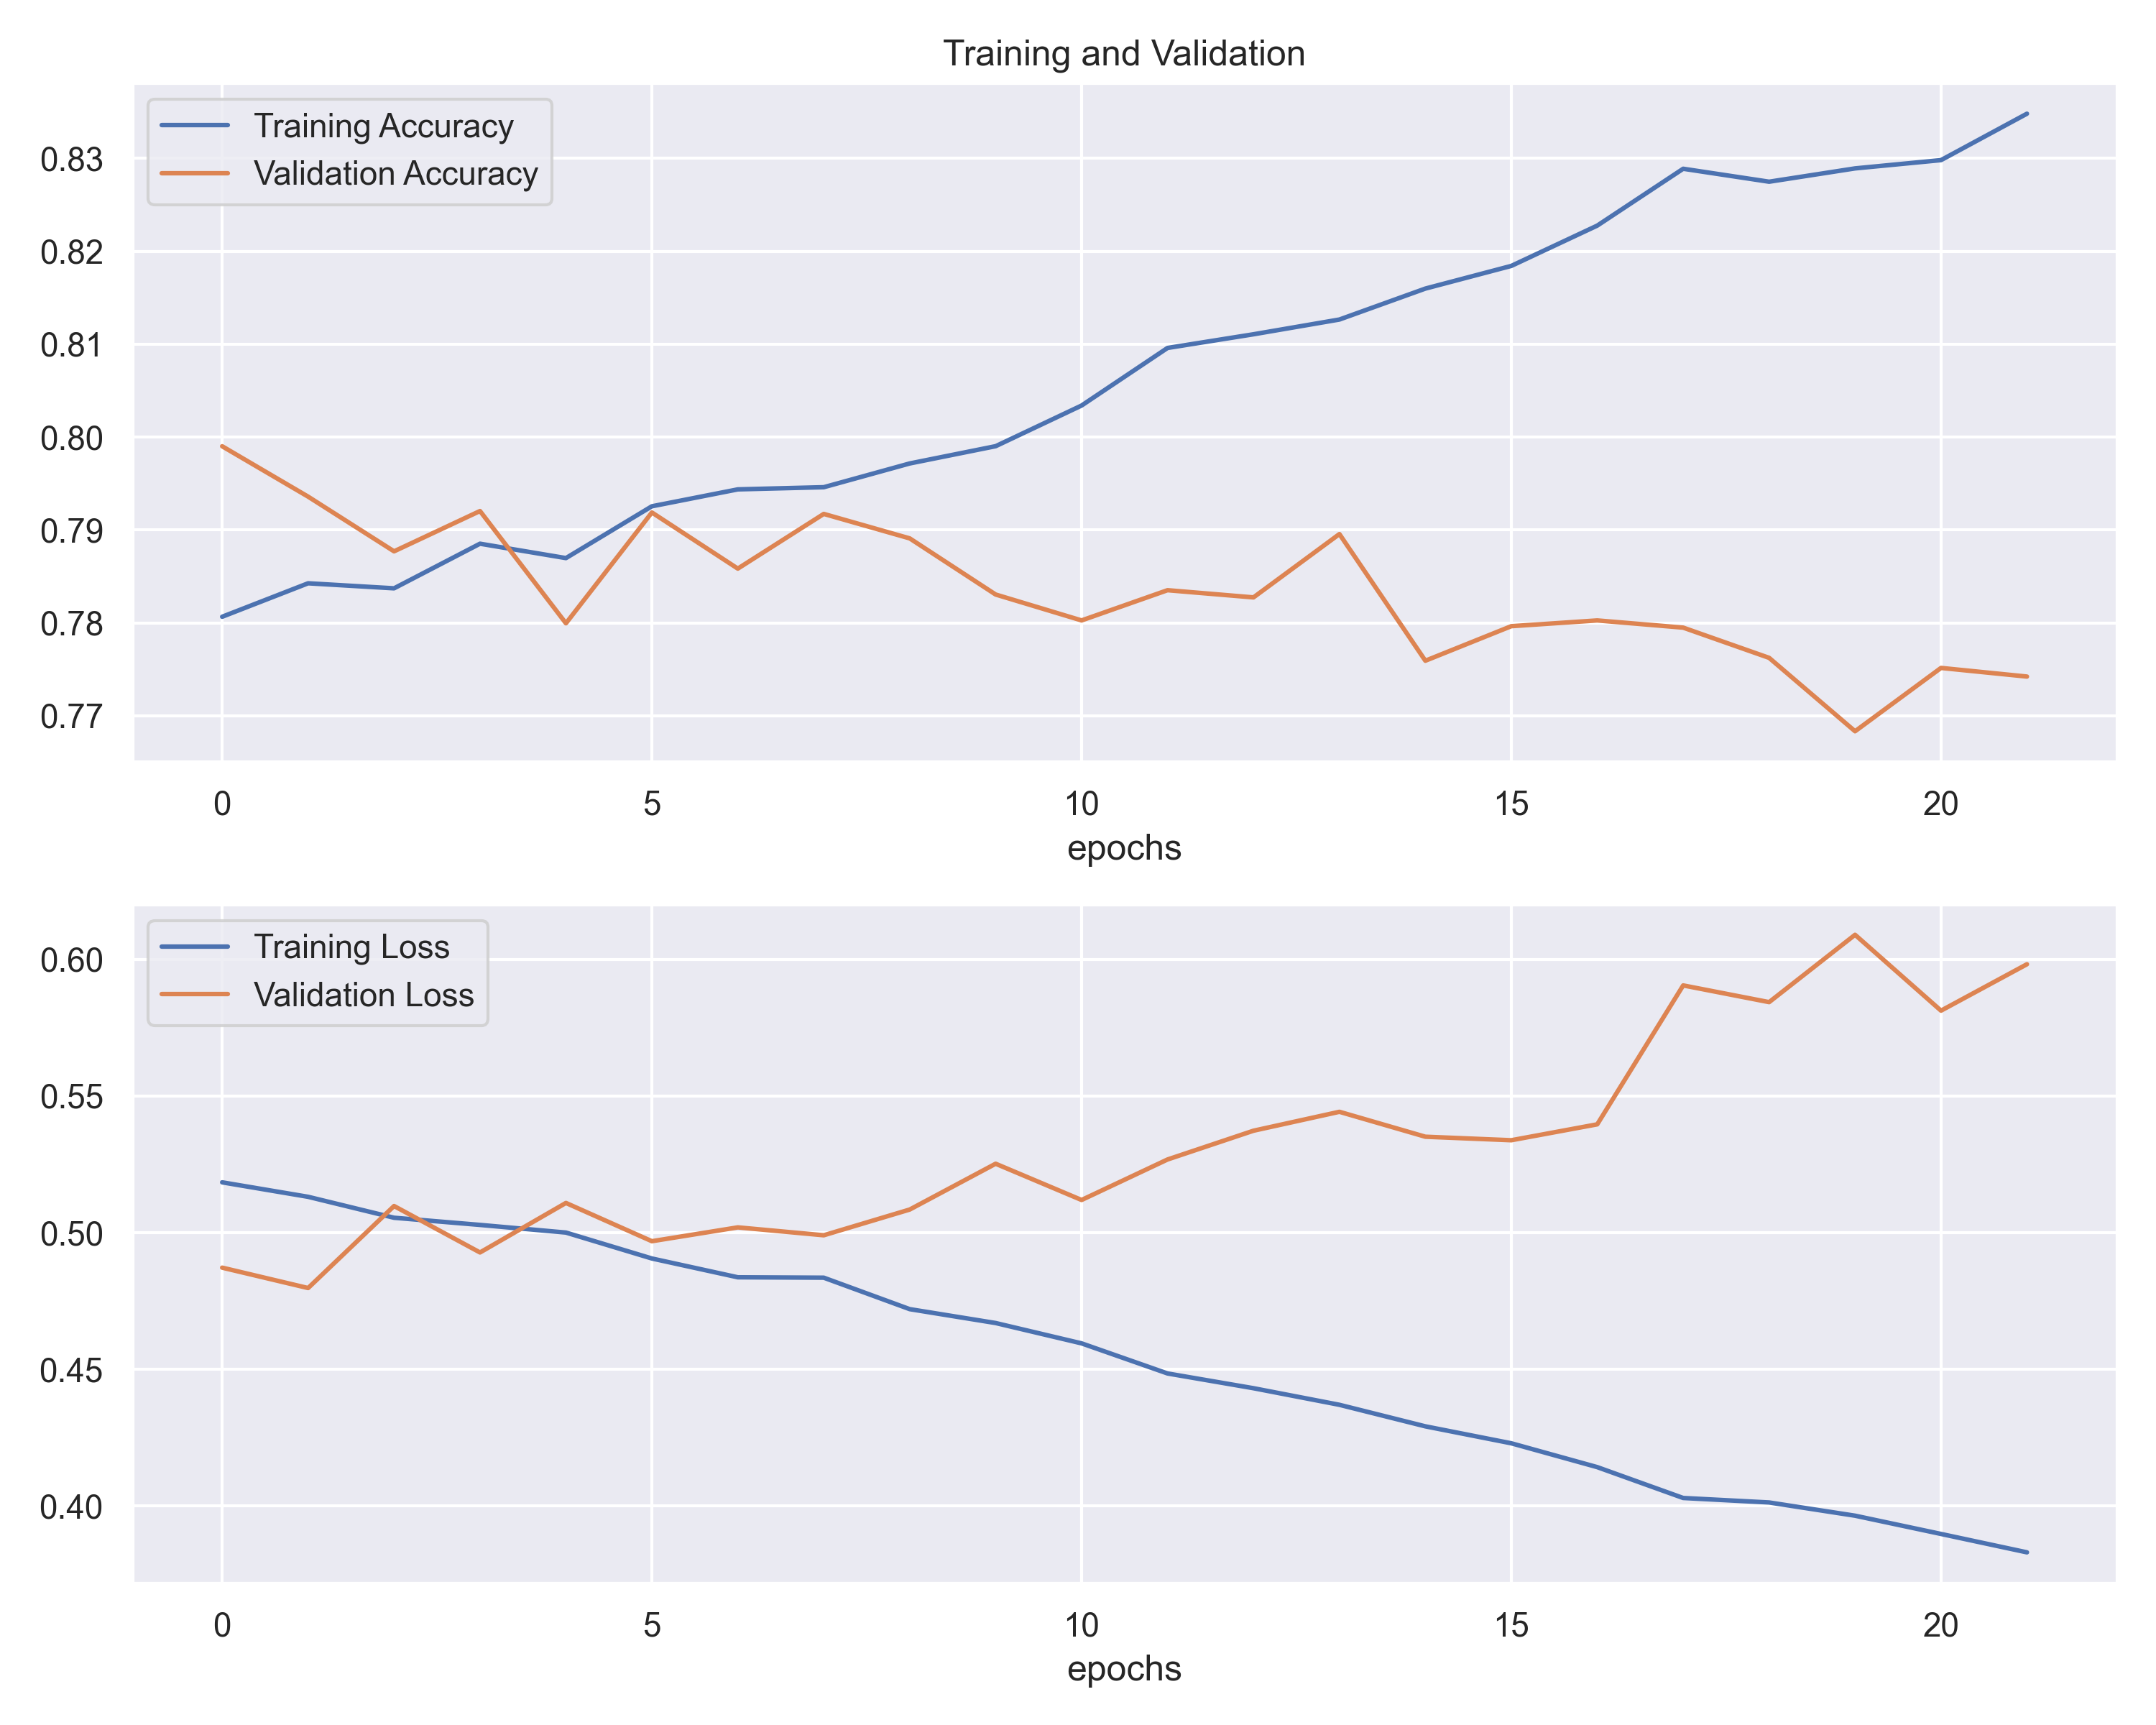 Training and Validation
Training Accuracy
Validation Accuracy
0.83
0.82
0.81
0.80
0.79
0.78
0.77
0 5 10 15 20
epochs
Training Loss
Validation Loss
0.60
0.55
0.50
0.45
0.40
0 5 10 15 20
epochs